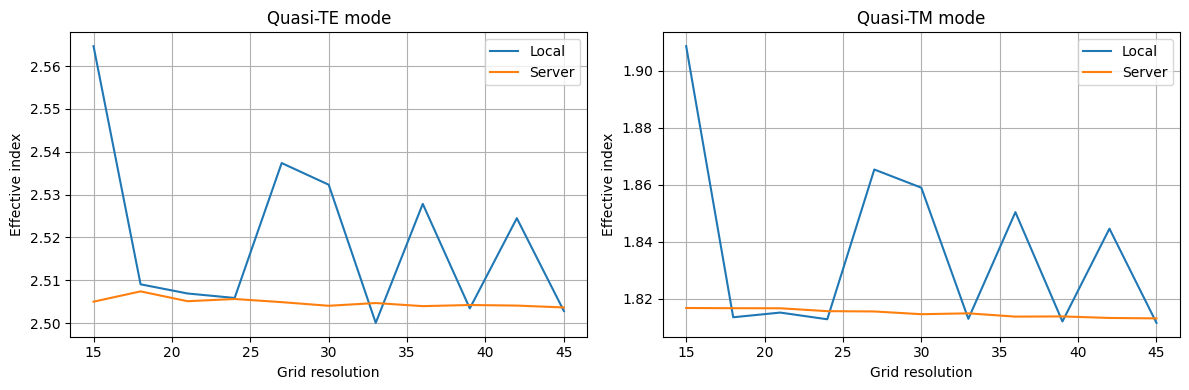 Quasi-TE mode
Local
Server
2.56
2.55
2.54
2.53
2.52
2.51
2.50
Effective index
15 20 25 30 35 40 45
Grid resolution
Quasi-TM mode
Local
Server
1.90
1.88
1.86
1.84
1.82
Effective index
15 20 25 30 35 40 45
Grid resolution